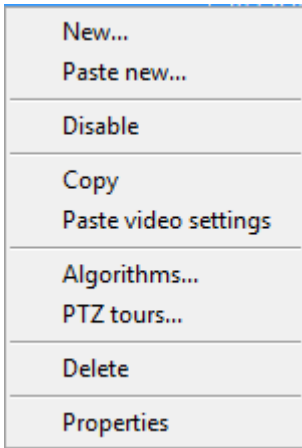 New...
Paste new...
Disable
Copy
Paste video settings
Algorithms...
PTZ tours...
Delete
Properties